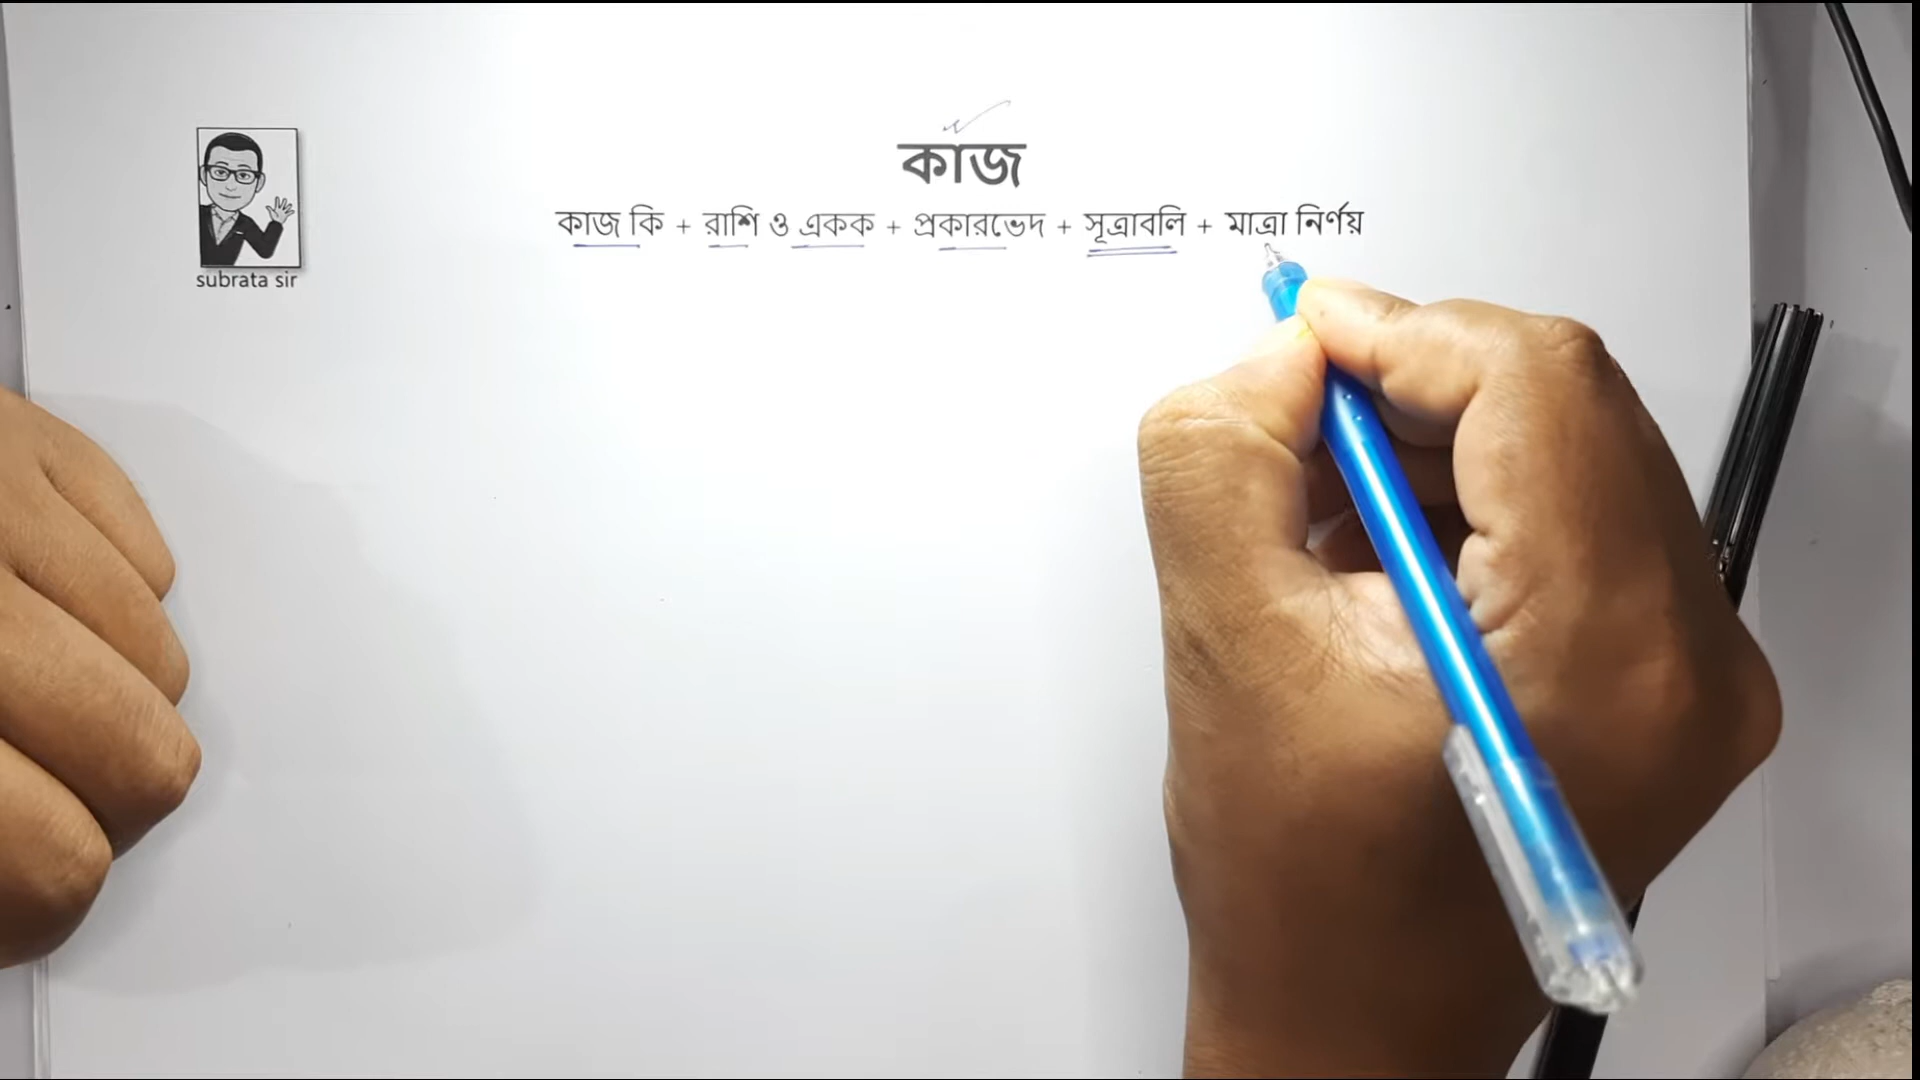 কাজ
কাজ কি + রাশি ও একক + প্রকারভেদ + সূত্রাবলি + মাত্রা নির্ণয়
subrata sir